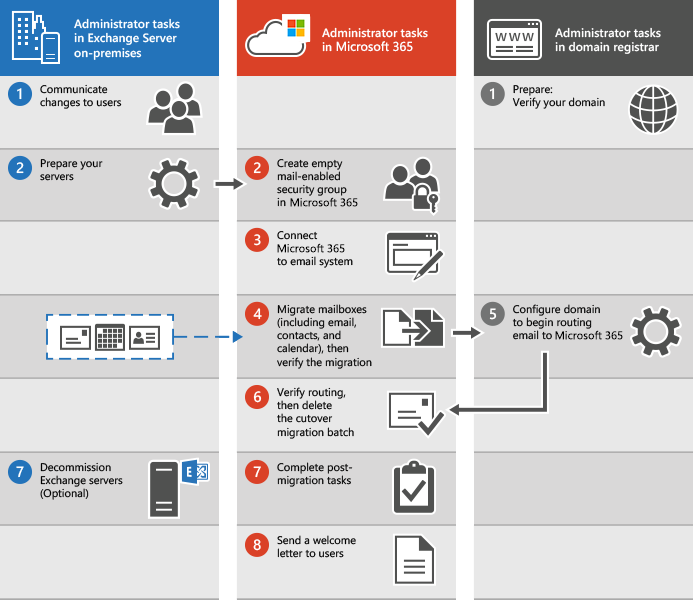 Administrator tasks
in Exchange Server
on-premises
Administrator tasks
in Microsoft 365
WWW
Administrator tasks
in domain registrar
1
Communicate
changes to users
1
Prepare:
Verify your domain
2
Prepare your
servers
2
Create empty
mail-enabled
security group
in Microsoft 365
3
Connect
Microsoft 365
to email system
4
Migrate mailboxes
(including email,
contacts, and
calendar), then
verify the migration
5
Configure domain
to begin routing
email to Microsoft 365
6
Verify routing,
then delete
the cutover
migration batch
7
Decommission
Exchange servers
(Optional)
E
7
Complete post-
migration tasks
8
Send a welcome
letter to users